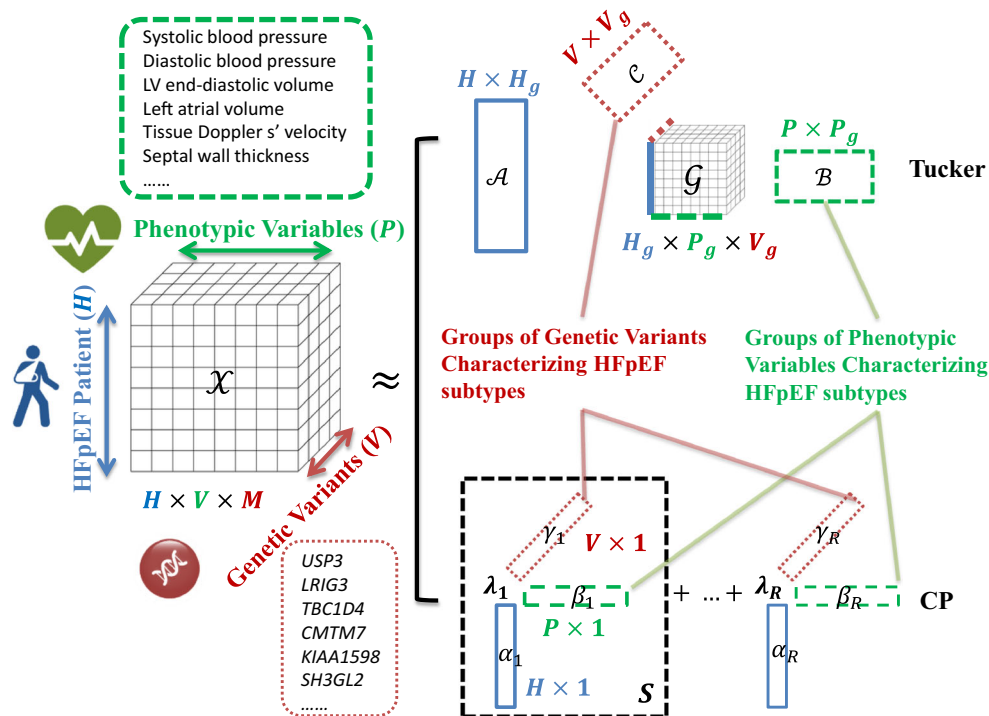 Systolic blood pressure
Diastolic blood pressure
LV end-diastolic volume
Left atrial volume
Tissue Doppler s' velocity
Septal wall thickness
......
Phenotypic Variables (P)
HFpEF Patient (H)
𝒳
Genetic Variants (V)
H × V × M
USP3
LRIG3
TBC1D4
CMTM7
KIAA1598
SH3GL2
......
≈
H × H_g
𝒜
V × V_g
𝒞
𝒢
H_g × P_g × V_g
P × P_g
ℬ
Tucker
Groups of Genetic Variants
Characterizing HFpEF
subtypes
Groups of Phenotypic
Variables Characterizing
HFpEF subtypes
γ_1
V × 1
λ_1
β_1
P × 1
α_1
H × 1
S
+ ... +
γ_R
λ_R
β_R
α_R
CP